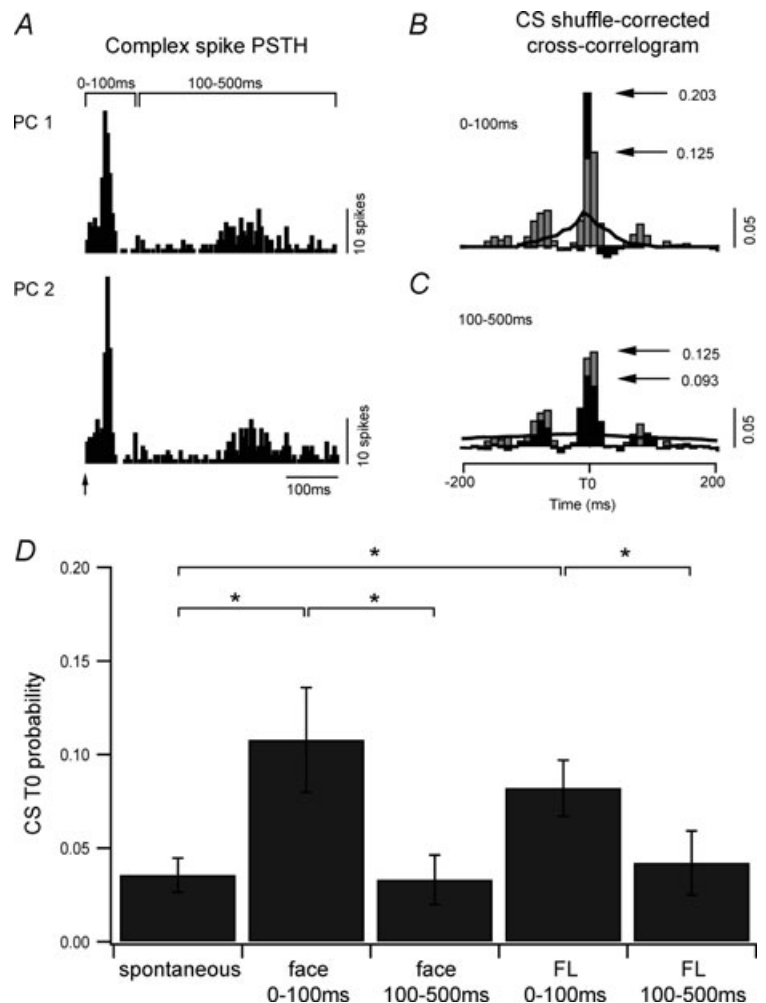 A
Complex spike PSTH
0-100ms
100-500ms
PC 1
10 spikes
PC 2
10 spikes
100ms
B
CS shuffle-corrected
cross-correlogram
0-100ms
0.203
0.125
0.05
C
100-500ms
0.125
0.093
0.05
-200
T0
200
Time (ms)
D
*
*
*
*
0.20
0.15
0.10
0.05
0.00
CS T0 probability
spontaneous
face
0-100ms
face
100-500ms
FL
0-100ms
FL
100-500ms